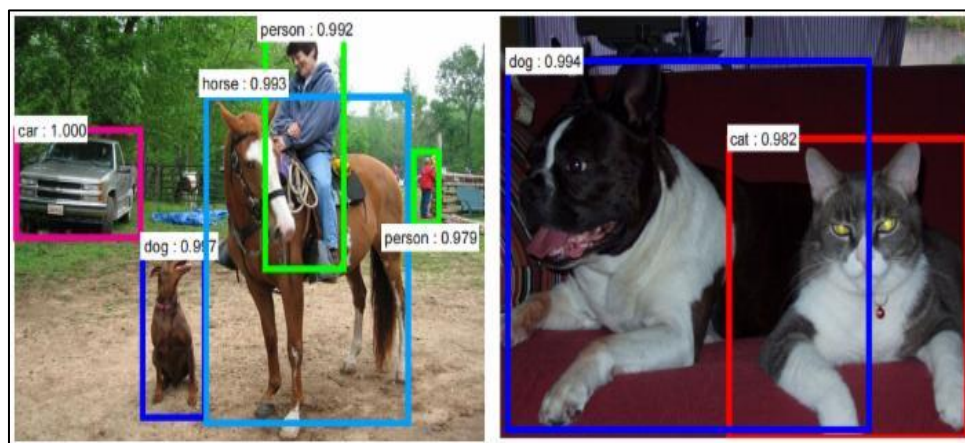 person : 0.992
horse : 0.993
car : 1.000
dog : 0.997
person : 0.979
dog : 0.994
cat : 0.982